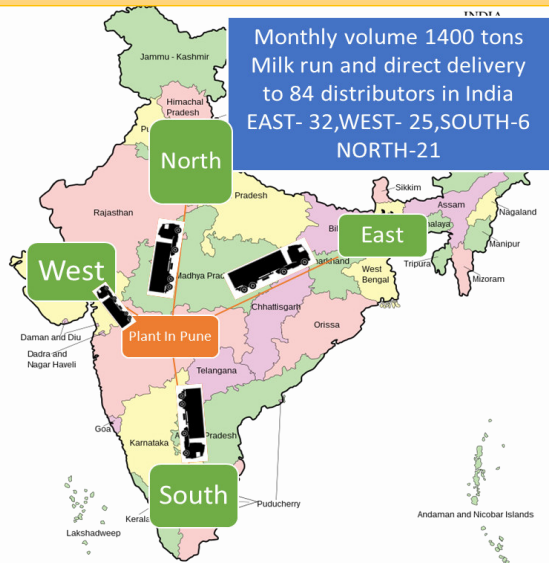 INDIA
Monthly volume 1400 tons
Milk run and direct delivery
to 84 distributors in India
EAST- 32,WEST- 25,SOUTH-6
NORTH-21
Jammu - Kashmir
Himachal
Pradesh
North
Pradesh
Rajasthan
Sikkim
Assam
Nagaland
Manipur
East
Tripura
Mizoram
West
Bengal
West
Madhya
Chhattisgarh
Orissa
Daman and Diu
Dadra and
Nagar Haveli
Plant In Pune
Telangana
Goa
Karnataka
Pradesh
South
Puducherry
Lakshadweep
Andaman and Nicobar Islands